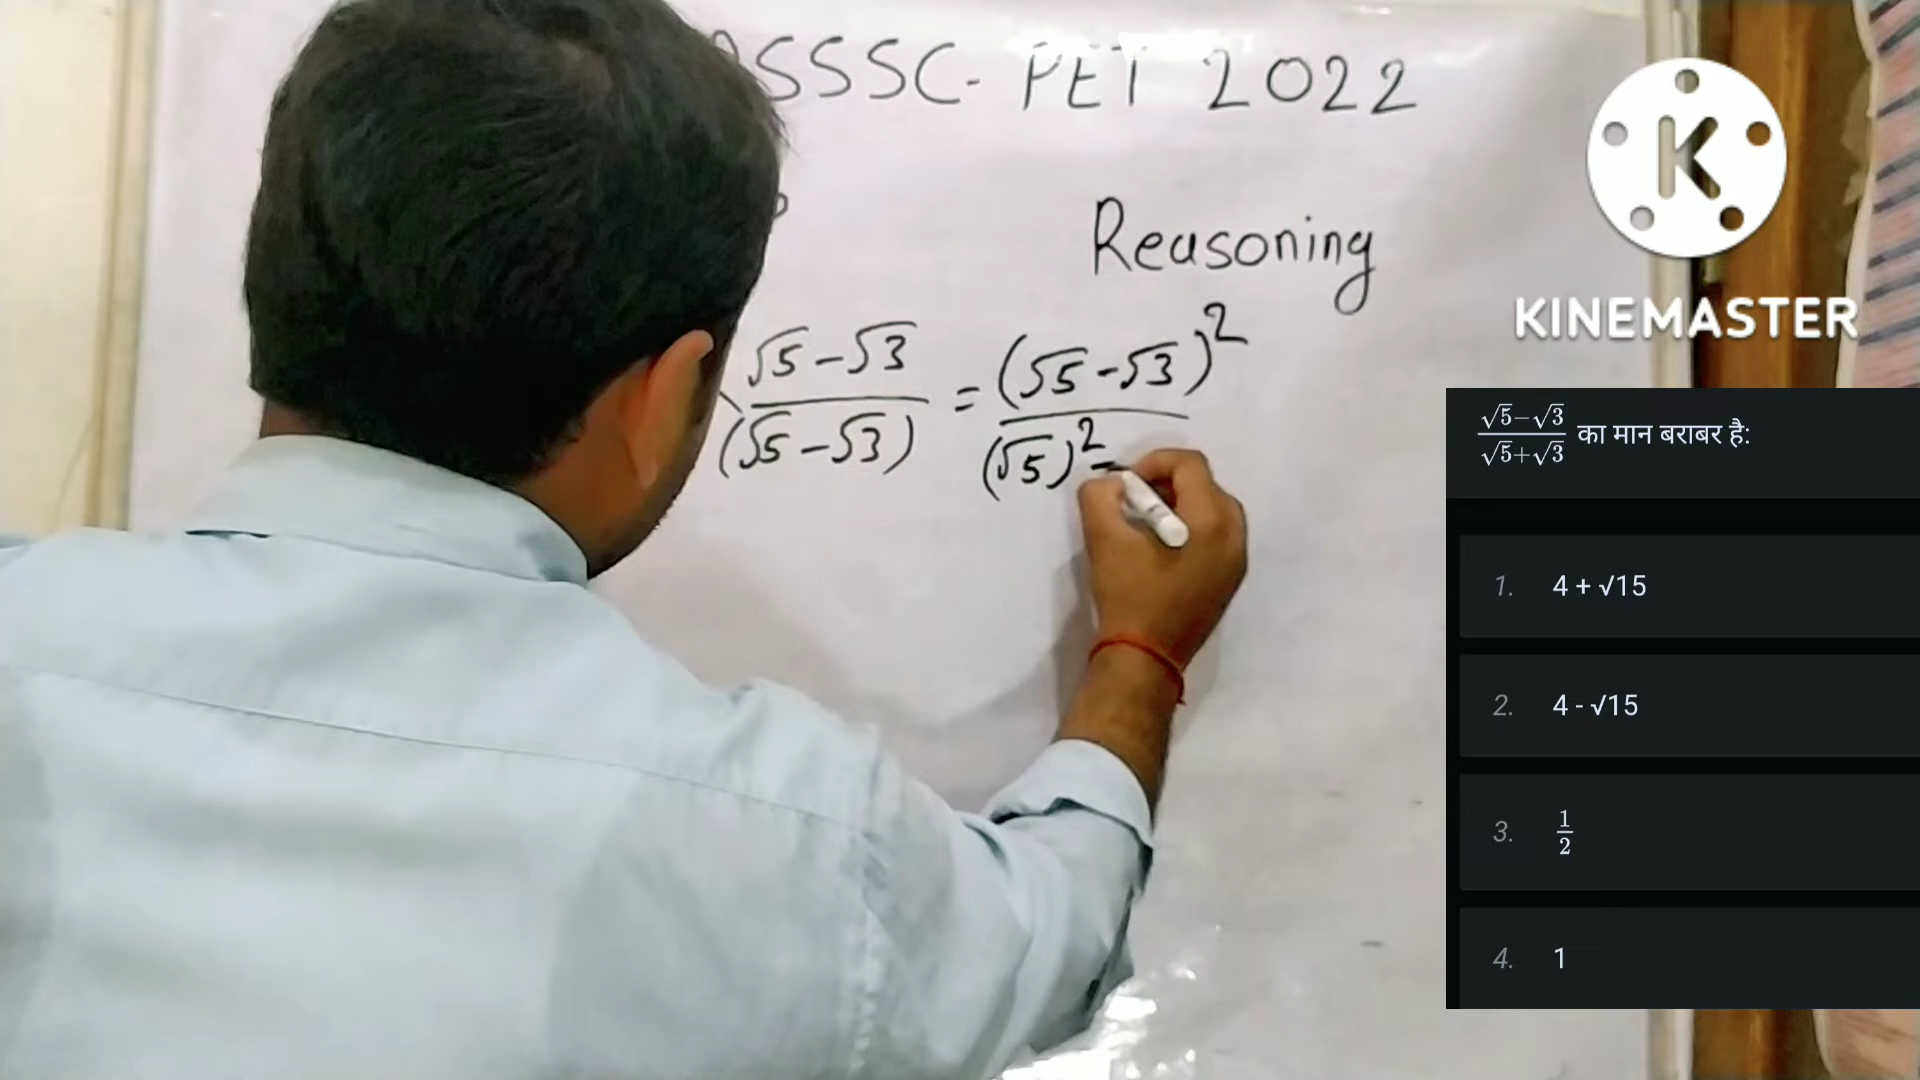 SSSC- PET 2022
Reasoning
√5-√3 / (√5-√3) = (√5-√3)² / (√5)² -
KINEMASTER
√5-√3 / √5+√3 का मान बराबर है:
1. 4 + √15
2. 4 - √15
3. 1/2
4. 1